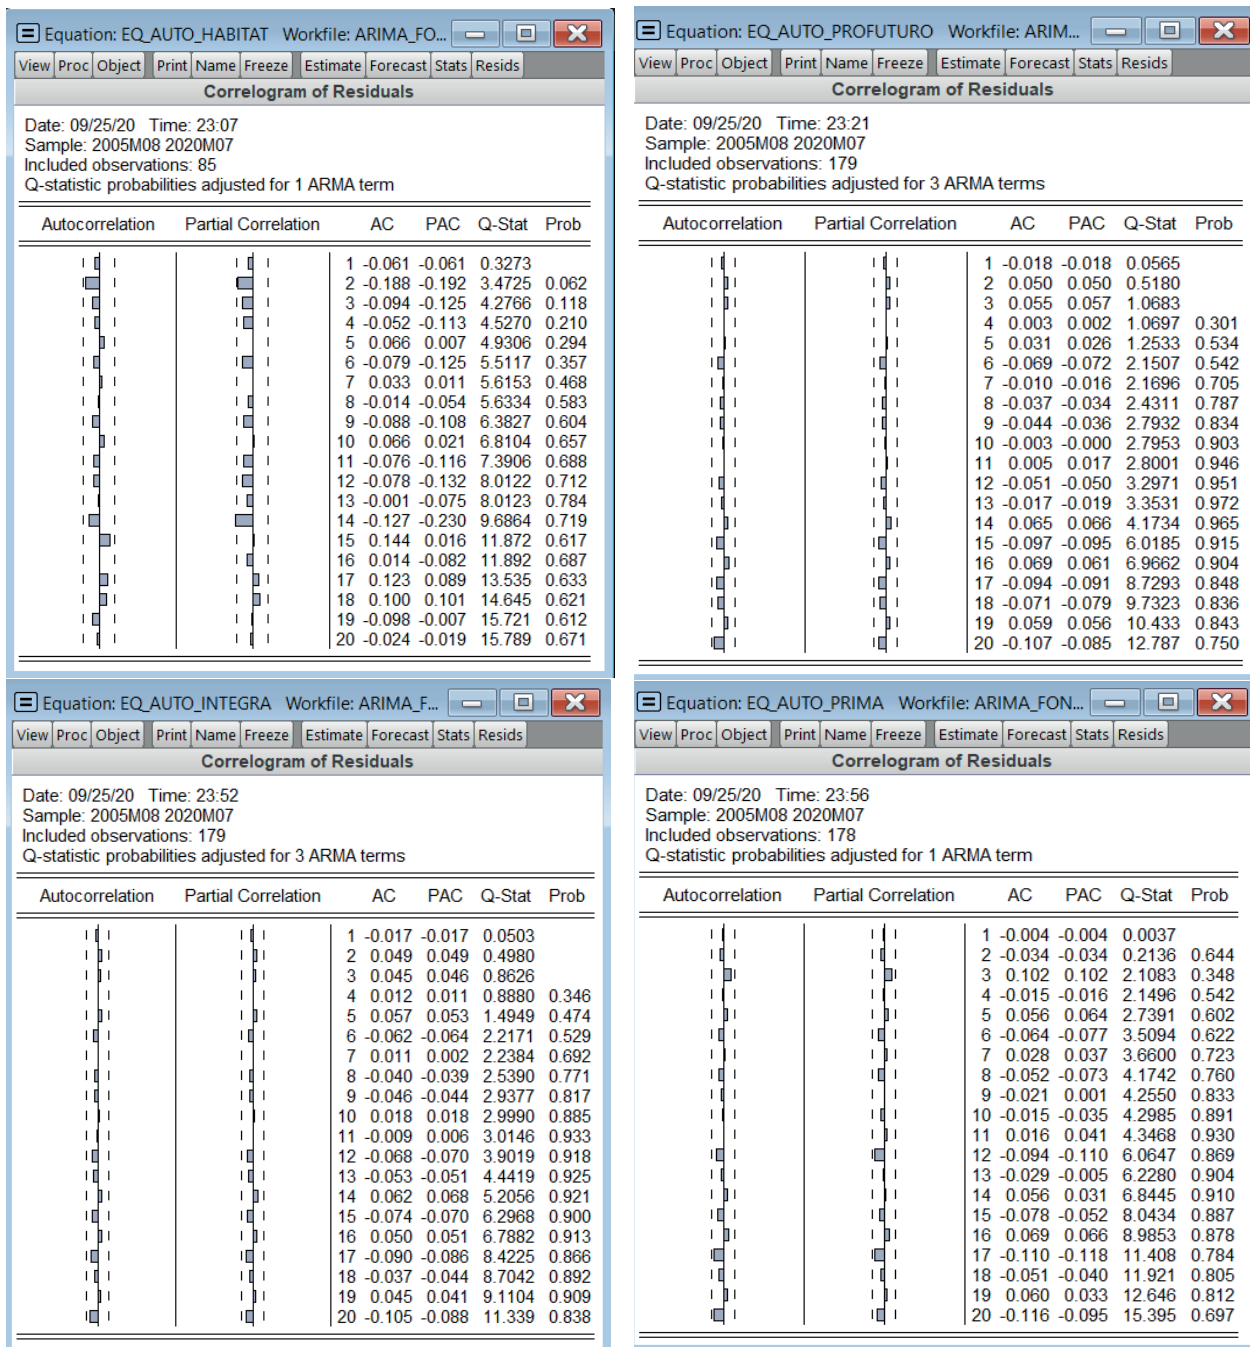 Equation: EQ_AUTO_HABITAT Workfile: ARIMA_FO...
View Proc Object Print Name Freeze Estimate Forecast Stats Resids
Correlogram of Residuals
Date: 09/25/20 Time: 23:07
Sample: 2005M08 2020M07
Included observations: 85
Q-statistic probabilities adjusted for 1 ARMA term
Autocorrelation Partial Correlation AC PAC Q-Stat Prob
1 -0.061 -0.061 0.3273
2 -0.188 -0.192 3.4725 0.062
3 -0.094 -0.125 4.2766 0.118
4 -0.052 -0.113 4.5270 0.210
5 0.066 0.007 4.9306 0.294
6 -0.079 -0.125 5.5117 0.357
7 0.033 0.011 5.6153 0.468
8 -0.014 -0.054 5.6334 0.583
9 -0.088 -0.108 6.3827 0.604
10 0.066 0.021 6.8104 0.657
11 -0.076 -0.116 7.3906 0.688
12 -0.078 -0.132 8.0122 0.712
13 -0.001 -0.075 8.0123 0.784
14 -0.127 -0.230 9.6864 0.719
15 0.144 0.016 11.872 0.617
16 0.014 -0.082 11.892 0.687
17 0.123 0.089 13.535 0.633
18 0.100 0.101 14.645 0.621
19 -0.098 -0.007 15.721 0.612
20 -0.024 -0.019 15.789 0.671
Equation: EQ_AUTO_PROFUTURO Workfile: ARIM...
View Proc Object Print Name Freeze Estimate Forecast Stats Resids
Correlogram of Residuals
Date: 09/25/20 Time: 23:21
Sample: 2005M08 2020M07
Included observations: 179
Q-statistic probabilities adjusted for 3 ARMA terms
Autocorrelation Partial Correlation AC PAC Q-Stat Prob
1 -0.018 -0.018 0.0565
2 0.050 0.050 0.5180
3 0.055 0.057 1.0683
4 0.003 0.002 1.0697 0.301
5 0.031 0.026 1.2533 0.534
6 -0.069 -0.072 2.1507 0.542
7 -0.010 -0.016 2.1696 0.705
8 -0.037 -0.034 2.4311 0.787
9 -0.044 -0.036 2.7932 0.834
10 -0.003 -0.000 2.7953 0.903
11 0.005 0.017 2.8001 0.946
12 -0.051 -0.050 3.2971 0.951
13 -0.017 -0.019 3.3531 0.972
14 0.065 0.066 4.1734 0.965
15 -0.097 -0.095 6.0185 0.915
16 0.069 0.061 6.9662 0.904
17 -0.094 -0.091 8.7293 0.848
18 -0.071 -0.079 9.7323 0.836
19 0.059 0.056 10.433 0.843
20 -0.107 -0.085 12.787 0.750
Equation: EQ_AUTO_INTEGRA Workfile: ARIMA_F...
View Proc Object Print Name Freeze Estimate Forecast Stats Resids
Correlogram of Residuals
Date: 09/25/20 Time: 23:52
Sample: 2005M08 2020M07
Included observations: 179
Q-statistic probabilities adjusted for 3 ARMA terms
Autocorrelation Partial Correlation AC PAC Q-Stat Prob
1 -0.017 -0.017 0.0503
2 0.049 0.049 0.4980
3 0.045 0.046 0.8626
4 0.012 0.011 0.8880 0.346
5 0.057 0.053 1.4949 0.474
6 -0.062 -0.064 2.2171 0.529
7 0.011 0.002 2.2384 0.692
8 -0.040 -0.039 2.5390 0.771
9 -0.046 -0.044 2.9377 0.817
10 0.018 0.018 2.9990 0.885
11 -0.009 0.006 3.0146 0.933
12 -0.068 -0.070 3.9019 0.918
13 -0.053 -0.051 4.4419 0.925
14 0.062 0.068 5.2056 0.921
15 -0.074 -0.070 6.2968 0.900
16 0.050 0.051 6.7882 0.913
17 -0.090 -0.086 8.4225 0.866
18 -0.037 -0.044 8.7042 0.892
19 0.045 0.041 9.1104 0.909
20 -0.105 -0.088 11.339 0.838
Equation: EQ_AUTO_PRIMA Workfile: ARIMA_FON...
View Proc Object Print Name Freeze Estimate Forecast Stats Resids
Correlogram of Residuals
Date: 09/25/20 Time: 23:56
Sample: 2005M08 2020M07
Included observations: 178
Q-statistic probabilities adjusted for 1 ARMA term
Autocorrelation Partial Correlation AC PAC Q-Stat Prob
1 -0.004 -0.004 0.0037
2 -0.034 -0.034 0.2136 0.644
3 0.102 0.102 2.1083 0.348
4 -0.015 -0.016 2.1496 0.542
5 0.056 0.064 2.7391 0.602
6 -0.064 -0.077 3.5094 0.622
7 0.028 0.037 3.6600 0.723
8 -0.052 -0.073 4.1742 0.760
9 -0.021 0.001 4.2550 0.833
10 -0.015 -0.035 4.2985 0.891
11 0.016 0.041 4.3468 0.930
12 -0.094 -0.110 6.0647 0.869
13 -0.029 -0.005 6.2280 0.904
14 0.056 0.031 6.8445 0.910
15 -0.078 -0.052 8.0434 0.887
16 0.069 0.066 8.9853 0.878
17 -0.110 -0.118 11.408 0.784
18 -0.051 -0.040 11.921 0.805
19 0.060 0.033 12.646 0.812
20 -0.116 -0.095 15.395 0.697